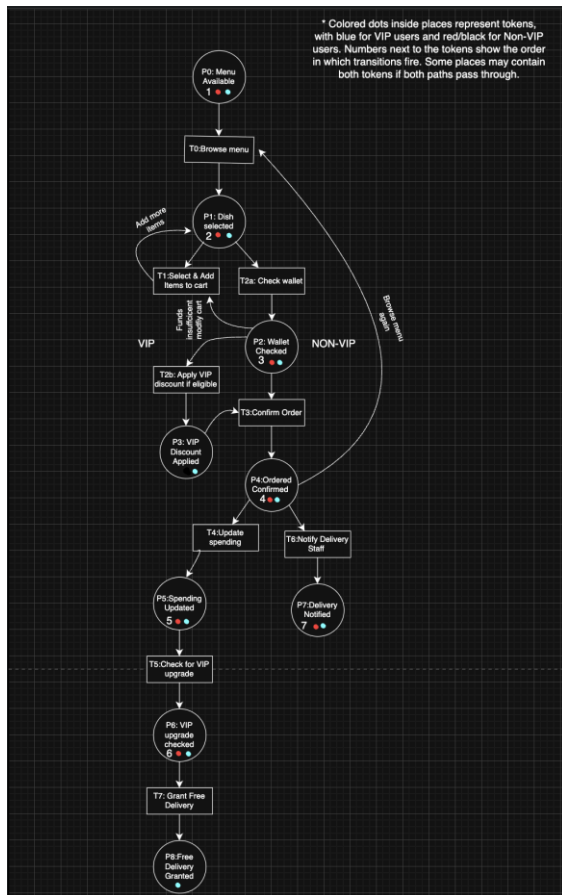 * Colored dots inside places represent tokens,
with blue for VIP users and red/black for Non-VIP
users. Numbers next to the tokens show the order
in which transitions fire. Some places may contain
both tokens if both paths pass through.
P0: Menu
Available
1
T0:Browse menu
P1: Dish
selected
2
Add more
items
T1:Select & Add
Items to cart
T2a: Check wallet
Funds
insufficent
modify cart
Browse menu
again
VIP
P2: Wallet
Checked
3
NON-VIP
T2b: Apply VIP
discount if eligible
T3:Confirm Order
P3: VIP
Discount
Applied
P4:Ordered
Confirmed
4
T4:Update
spending
T6:Notify Delivery
Staff
P5:Spending
Updated
5
P7:Delivery
Notified
7
T5:Check for VIP
upgrade
P6: VIP
upgrade
checked
6
T7: Grant Free
Delivery
P8:Free
Delivery
Granted